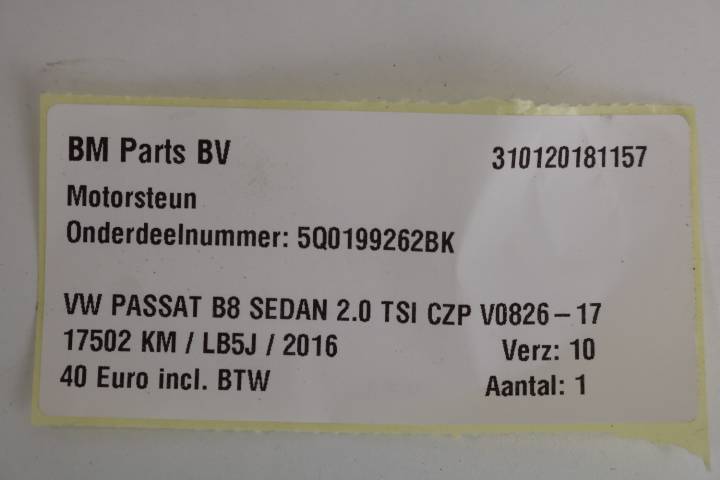 BM Parts BV 310120181157
Motorsteun
Onderdeelnummer: 5Q0199262BK
VW PASSAT B8 SEDAN 2.0 TSI CZP V0826-17
17502 KM / LB5J / 2016 Verz: 10
40 Euro incl. BTW Aantal: 1